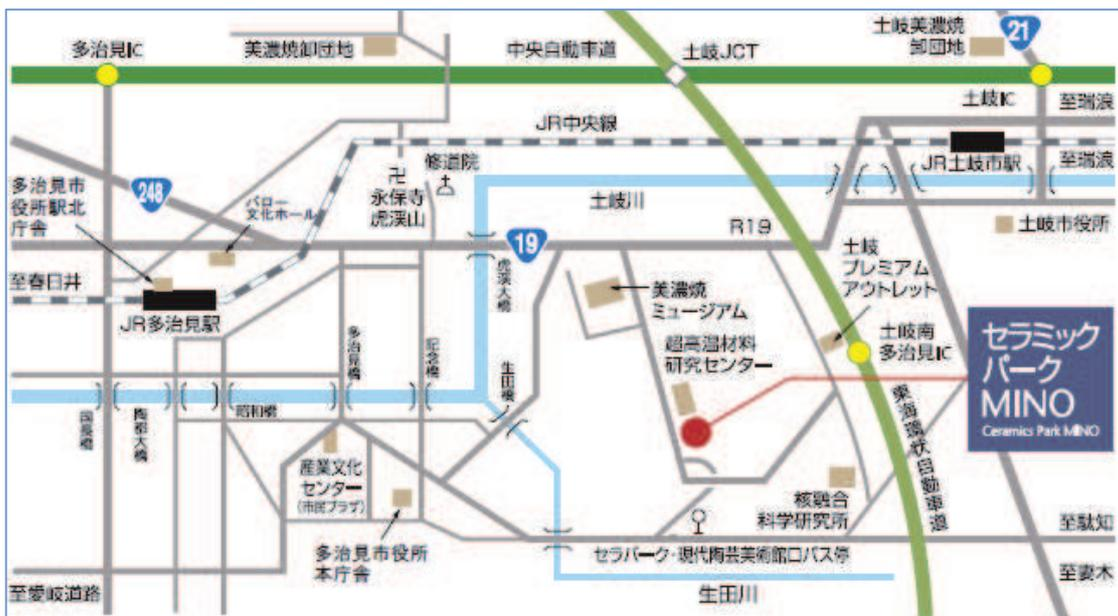 多治見IC
美濃焼卸団地
中央自動車道
土岐JCT
土岐美濃焼
卸団地
21
土岐IC
至瑞浪
JR中央線
JR土岐市駅
至瑞浪
248
多治見市
役所駅北
庁舎
バロー
文化ホール
卍
永保寺
虎渓山
修道院
土岐川
R19
19
土岐市役所
至春日井
JR多治見駅
虎渓大橋
美濃焼
ミュージアム
土岐
プレミアム
アウトレット
超高温材料
研究センター
土岐南
多治見IC
セラミック
パーク
MINO
Ceramics Park MINO
多治見橋
記念橋
生田橋
国長橋
陶都大橋
昭和橋
東海環状自動車道
産業文化
センター
(市民プラザ)
核融合
科学研究所
多治見市役所
本庁舎
セラパーク・現代陶芸美術館口バス停
至駄知
至愛岐道路
生田川
至妻木